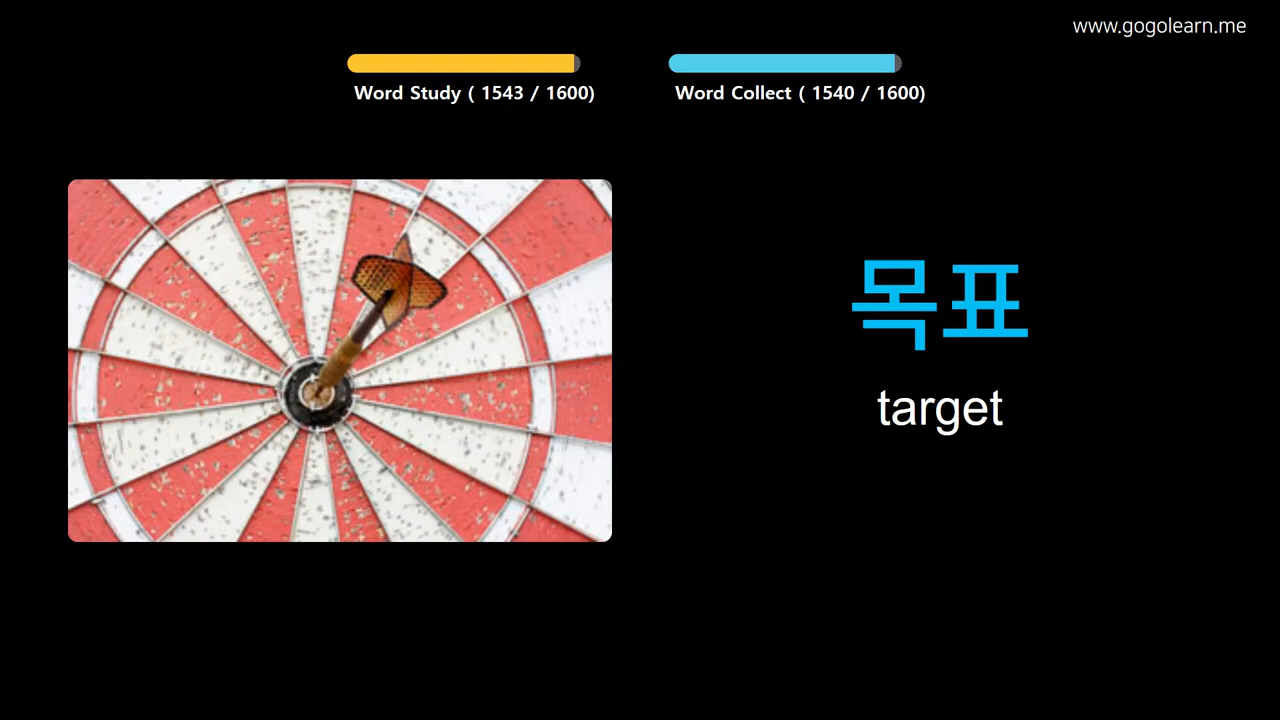 www.gogolearn.me
Word Study ( 1543 / 1600)
Word Collect ( 1540 / 1600)
목표
target